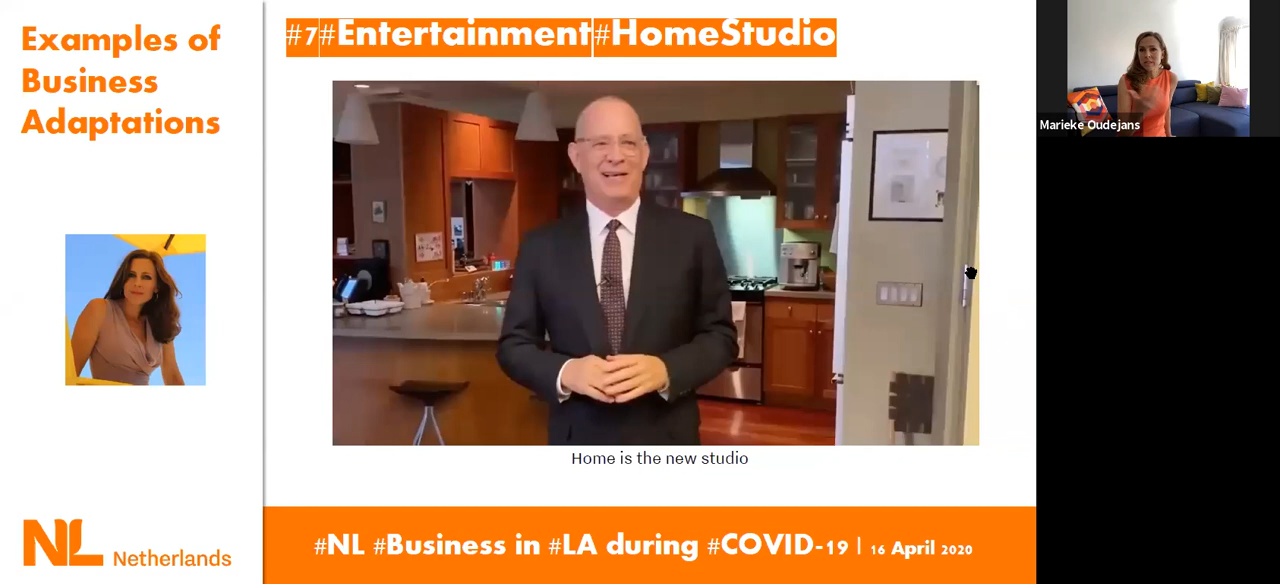 Examples of
Business
Adaptations
#7#Entertainment#HomeStudio
Marieke Oudejans
Home is the new studio
NL Netherlands
#NL #Business in #LA during #COVID-19 | 16 April 2020